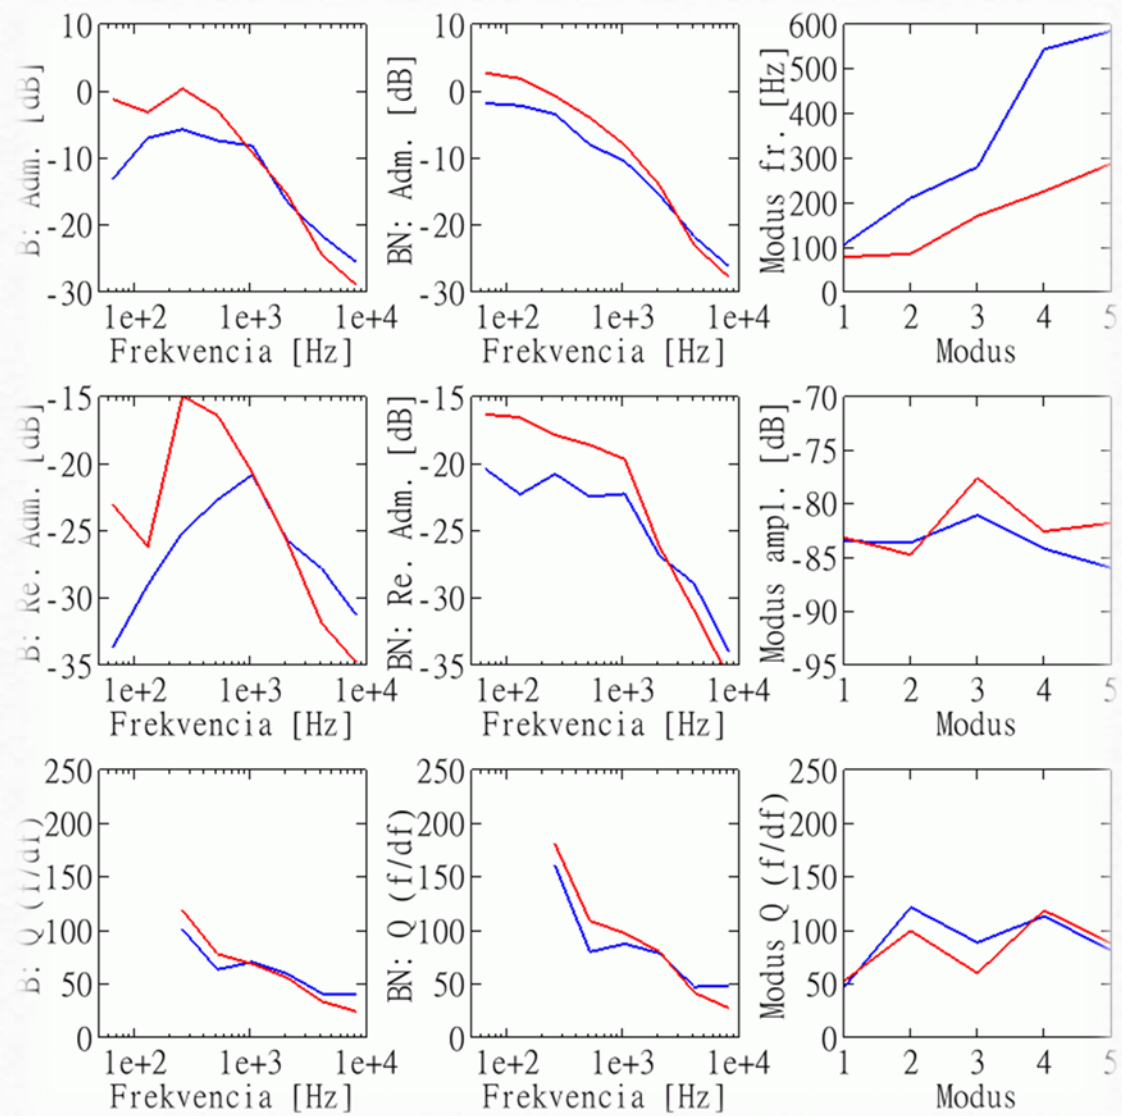 B: Adm. [dB]
10
0
-10
-20
-30
1e+2 1e+3 1e+4
Frekvencia [Hz]
BN: Adm. [dB]
10
0
-10
-20
-30
1e+2 1e+3 1e+4
Frekvencia [Hz]
Modus fr. [Hz]
600
500
400
300
200
100
0
1 2 3 4 5
Modus
B: Re. Adm. [dB]
-15
-20
-25
-30
-35
1e+2 1e+3 1e+4
Frekvencia [Hz]
BN: Re. Adm. [dB]
-15
-20
-25
-30
-35
1e+2 1e+3 1e+4
Frekvencia [Hz]
Modus ampl. [dB]
-70
-75
-80
-85
-90
-95
1 2 3 4 5
Modus
B: Q (f/df)
250
200
150
100
50
0
1e+2 1e+3 1e+4
Frekvencia [Hz]
BN: Q (f/df)
250
200
150
100
50
0
1e+2 1e+3 1e+4
Frekvencia [Hz]
Modus Q (f/df)
250
200
150
100
50
0
1 2 3 4 5
Modus